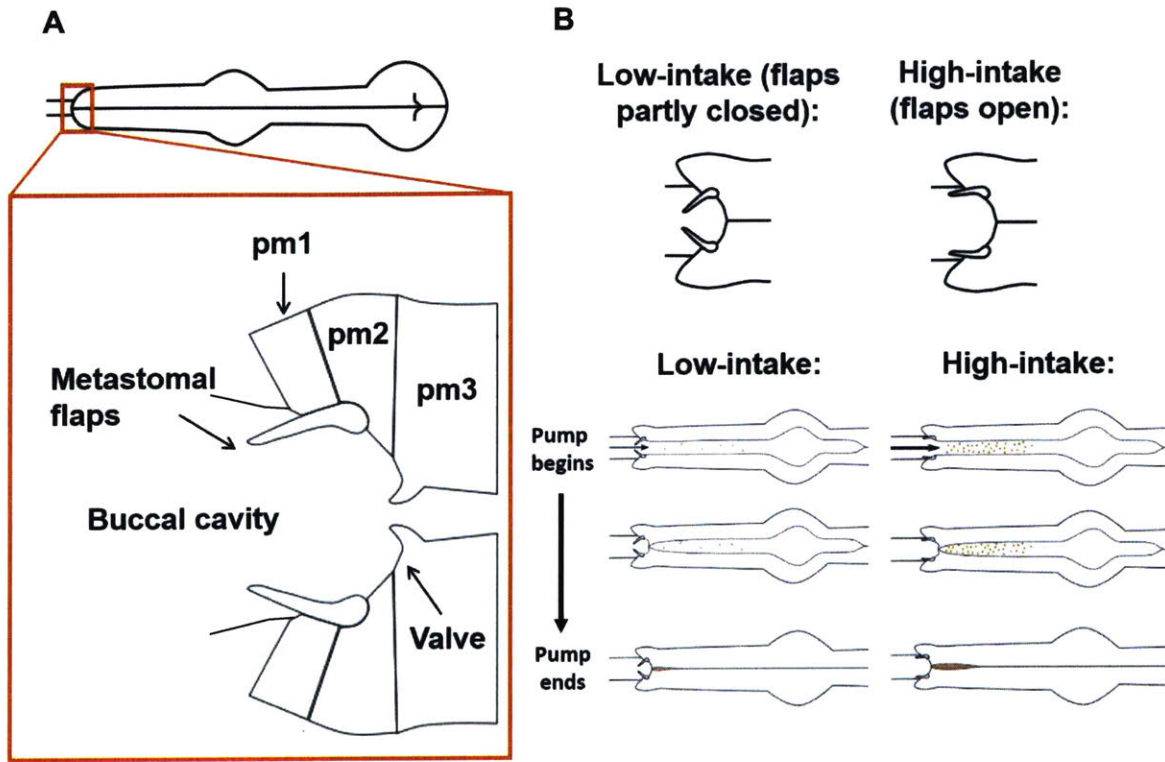 A
pm1
pm2
pm3
Metastomal
flaps
Buccal cavity
Valve
B
Low-intake (flaps
partly closed):
High-intake
(flaps open):
Low-intake:
High-intake:
Pump
begins
Pump
ends